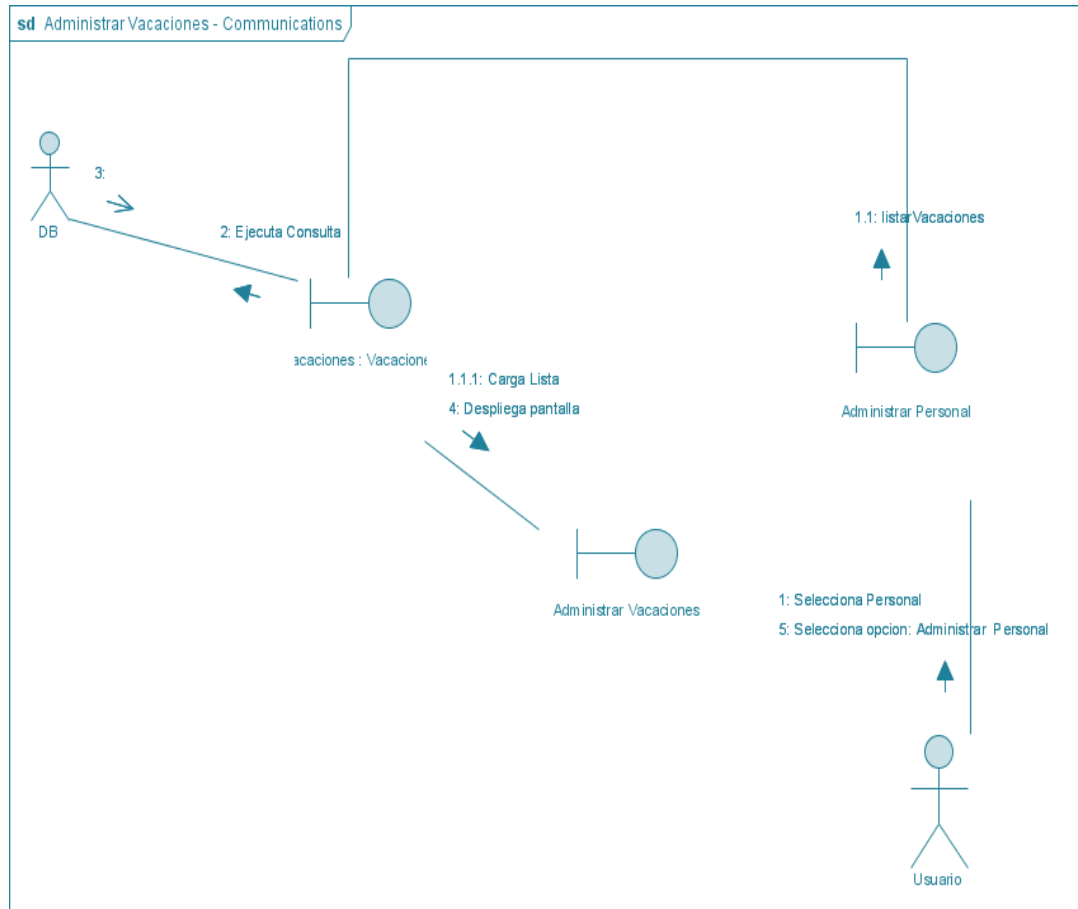 sd Administrar Vacaciones - Communications
3:
1.1: listarVacaciones
DB
2: Ejecuta Consulta
acaciones : Vacacione
1.1.1: Carga Lista
4: Despliega pantalla
Administrar Personal
Administrar Vacaciones
1: Selecciona Personal
5: Selecciona opcion: Administrar Personal
Usuario